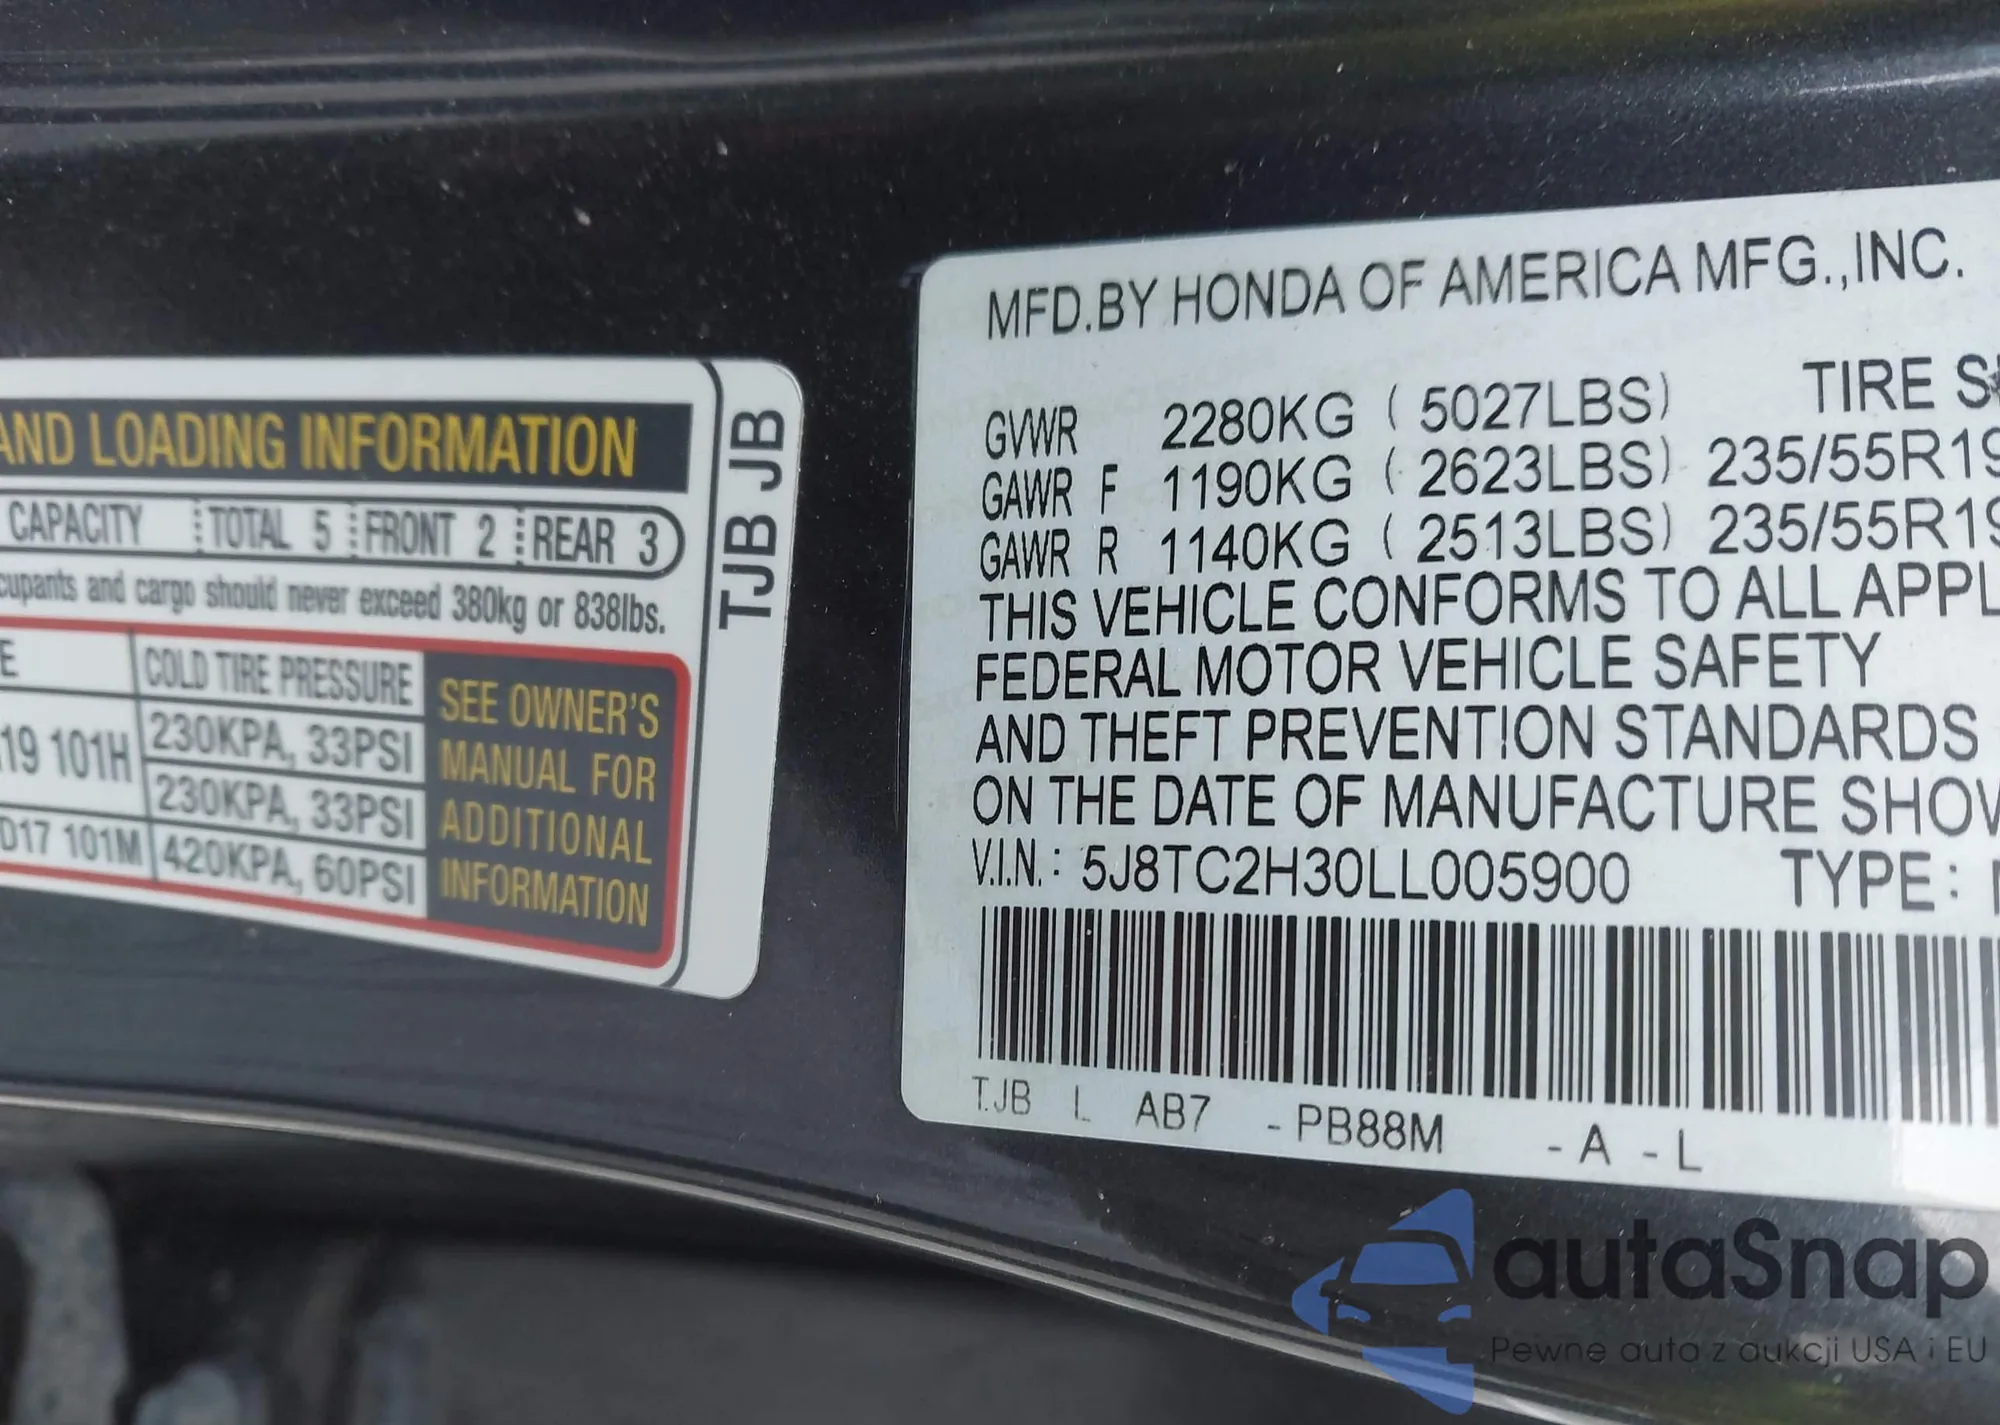 AND LOADING INFORMATION
CAPACITY TOTAL 5 FRONT 2 REAR 3
cupants and cargo should never exceed 380kg or 838lbs.
E COLD TIRE PRESSURE
19 101H 230KPA, 33PSI
230KPA, 33PSI
D17 101M 420KPA, 60PSI
SEE OWNER'S
MANUAL FOR
ADDITIONAL
INFORMATION
TJB JB
MFD.BY HONDA OF AMERICA MFG.,INC.
TIRE S
GVWR 2280KG ( 5027LBS)
GAWR F 1190KG ( 2623LBS) 235/55R19
GAWR R 1140KG ( 2513LBS) 235/55R19
THIS VEHICLE CONFORMS TO ALL APPL
FEDERAL MOTOR VEHICLE SAFETY
AND THEFT PREVENTION STANDARDS
ON THE DATE OF MANUFACTURE SHOW
V.I.N.: 5J8TC2H30LL005900 TYPE:
TJB L AB7 -PB88M -A -L
autaSnap
Pewne auta z aukcji USA i EU